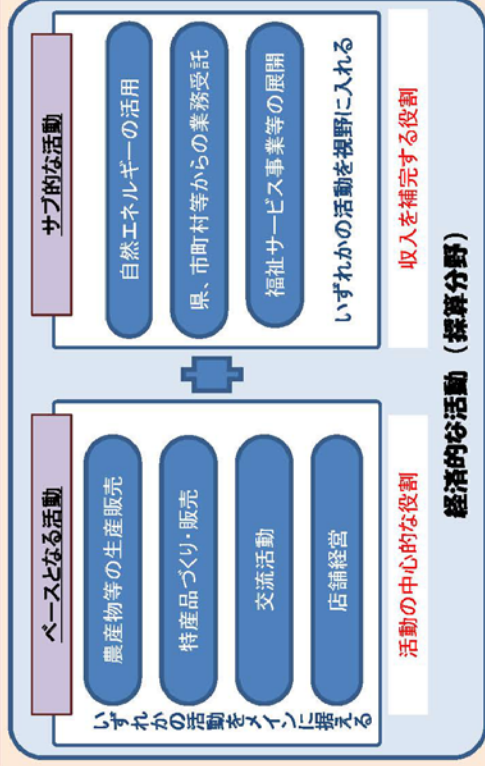 ベースとなる活動
農産物等の生産販売
特産品づくり・販売
交流活動
店舗経営
いずれかの活動をメインに据える
活動の中心的な役割
サブ的な活動
自然エネルギーの活用
県、市町村等からの業務受託
福祉サービス事業等の展開
いずれかの活動を視野に入れる
収入を補完する役割
経済的な活動（採算分野）